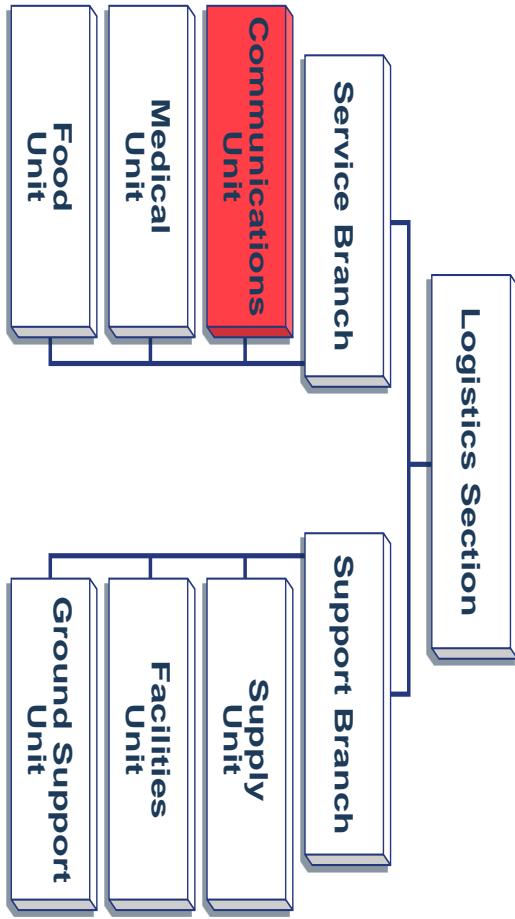 Logistics Section
Service Branch
Support Branch
Communications
Unit
Medical
Unit
Food
Unit
Supply
Unit
Facilities
Unit
Ground Support
Unit